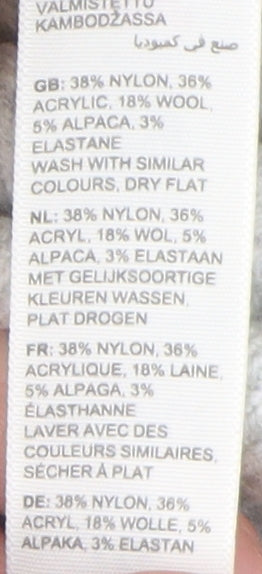 VALMISTETTU
KAMBODŽASSA
صنع في كمبوديا
GB: 38% NYLON, 36%
ACRYLIC, 18% WOOL,
5% ALPACA, 3%
ELASTANE
WASH WITH SIMILAR
COLOURS, DRY FLAT
NL: 38% NYLON, 36%
ACRYL, 18% WOL, 5%
ALPACA, 3% ELASTAAN
MET GELIJKSOORTIGE
KLEUREN WASSEN,
PLAT DROGEN
FR: 38% NYLON, 36%
ACRYLIQUE, 18% LAINE,
5% ALPAGA, 3%
ÉLASTHANNE
LAVER AVEC DES
COULEURS SIMILAIRES,
SÉCHER À PLAT
DE: 38% NYLON, 36%
ACRYL, 18% WOLLE, 5%
ALPAKA, 3% ELASTAN